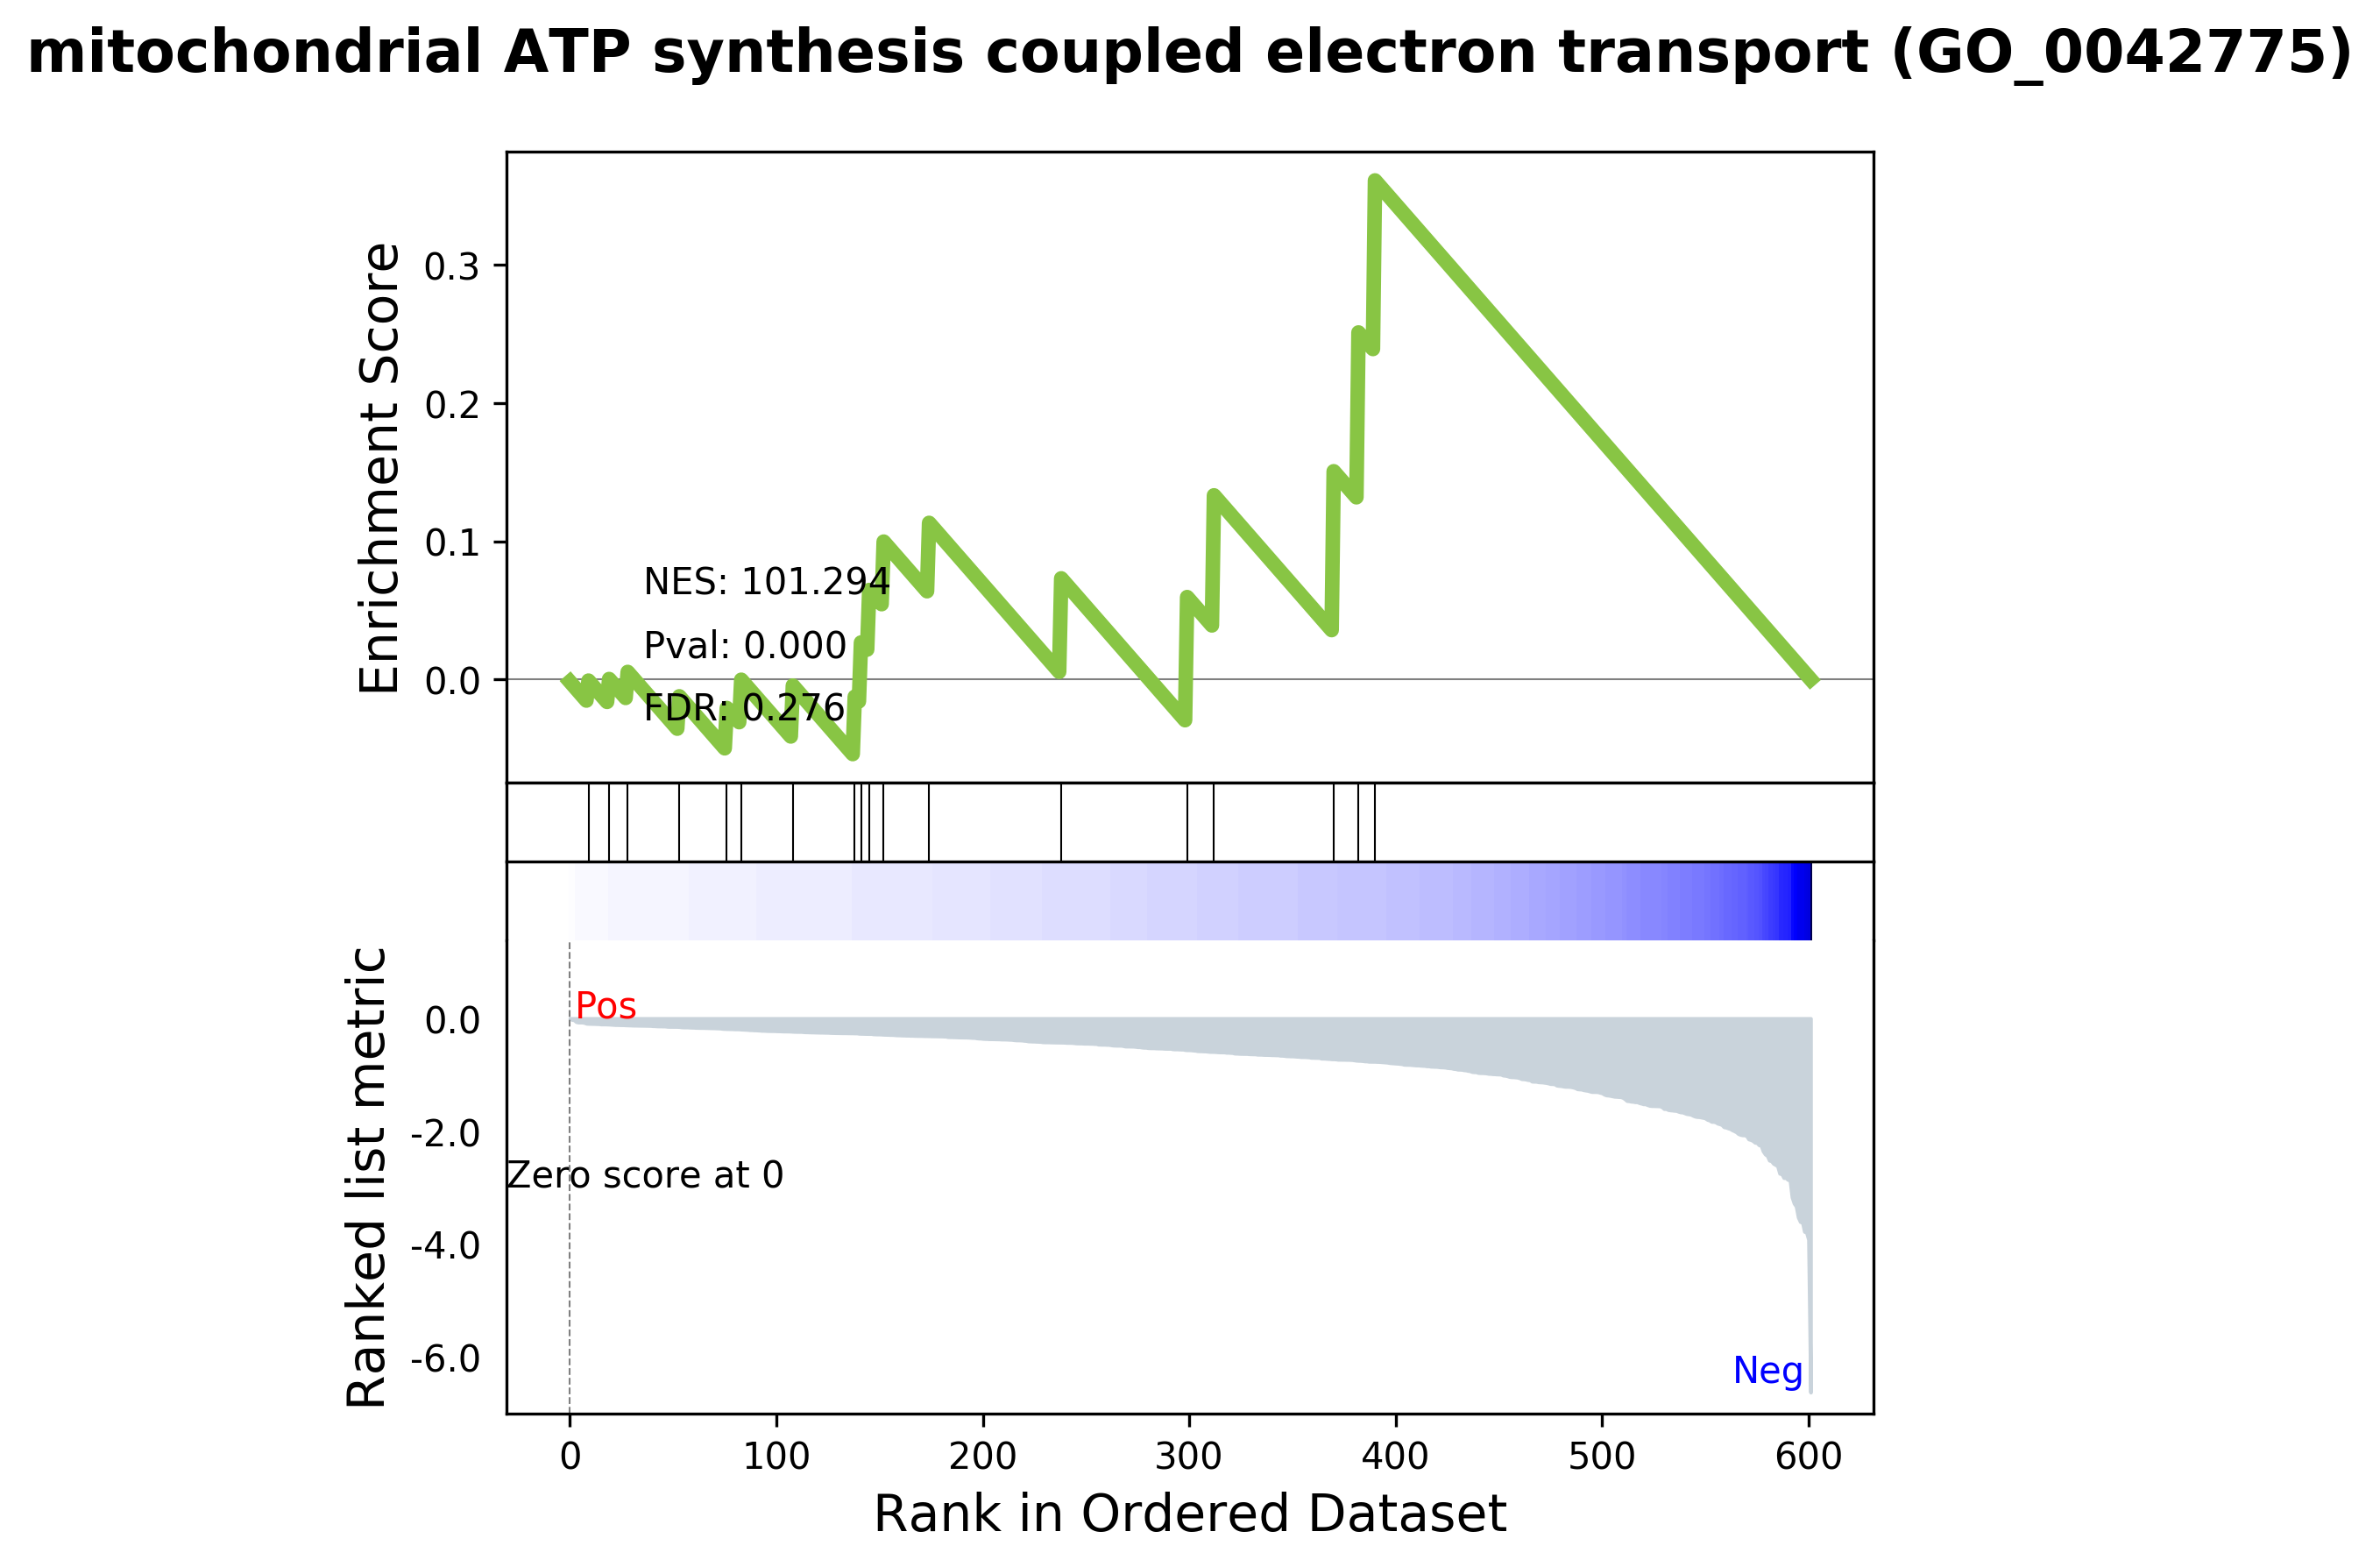 mitochondrial ATP synthesis coupled electron transport (GO_0042775)
Enrichment Score
0.3
0.2
0.1
0.0
NES: 101.294
Pval: 0.000
FDR: 0.276
Ranked list metric
0.0
-2.0
-4.0
-6.0
Pos
Zero score at 0
Neg
0 100 200 300 400 500 600
Rank in Ordered Dataset